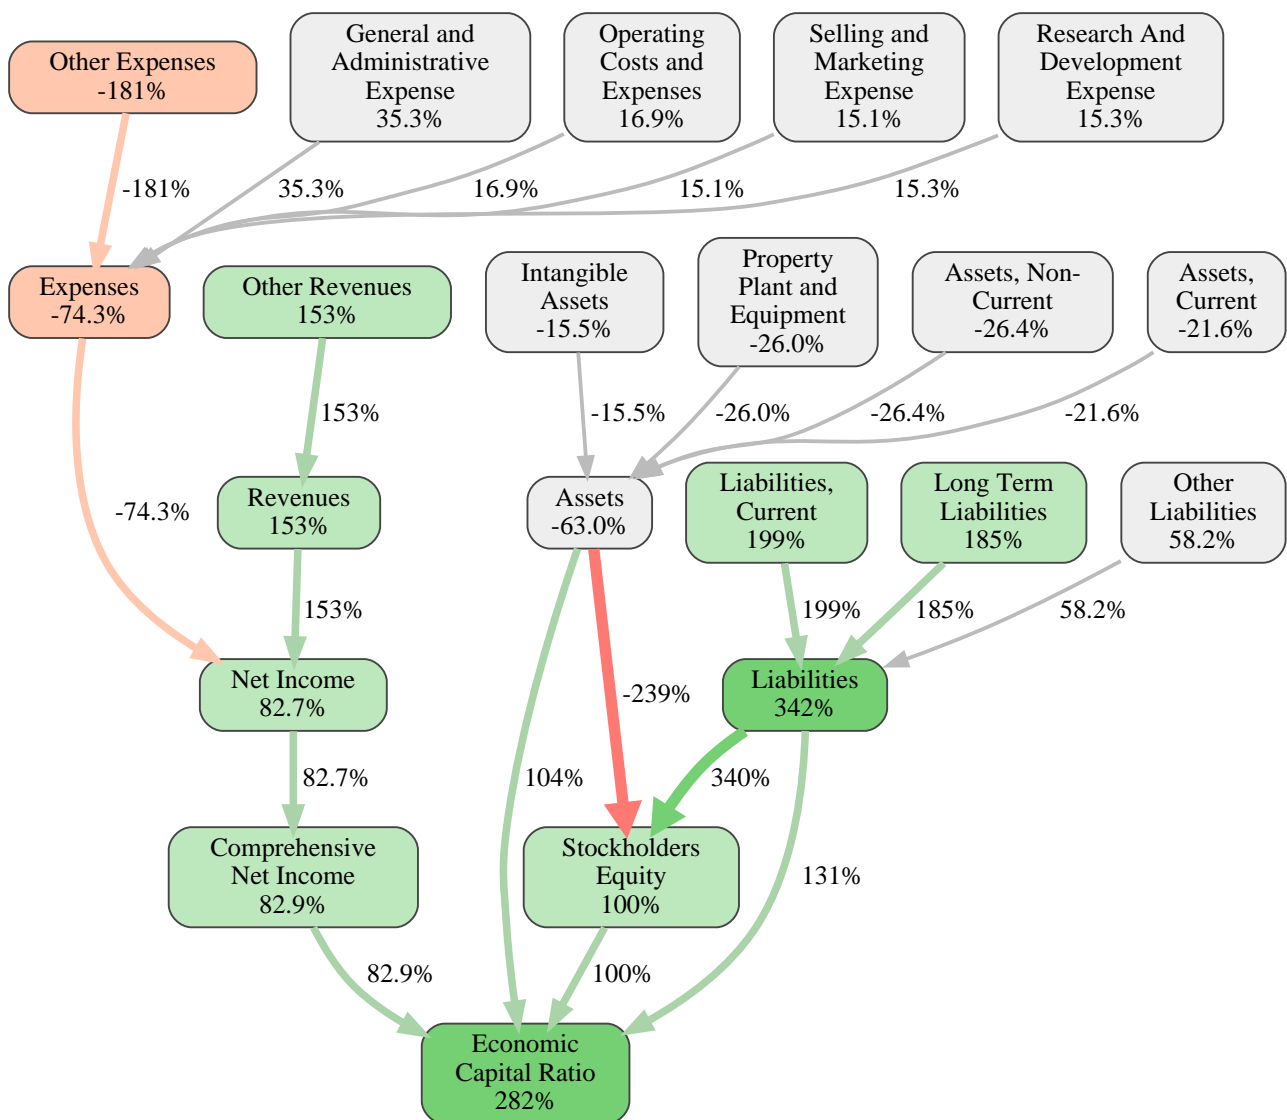 Other Expenses
-181%
General and
Administrative
Expense
35.3%
Operating
Costs and
Expenses
16.9%
Selling and
Marketing
Expense
15.1%
Research And
Development
Expense
15.3%
-181%
35.3%
16.9%
15.1%
15.3%
Expenses
-74.3%
Other Revenues
153%
Intangible
Assets
-15.5%
Property
Plant and
Equipment
-26.0%
Assets, Non-
Current
-26.4%
Assets,
Current
-21.6%
153%
-15.5%
-26.0%
-26.4%
-21.6%
-74.3%
Revenues
153%
Assets
-63.0%
Liabilities,
Current
199%
Long Term
Liabilities
185%
Other
Liabilities
58.2%
153%
199%
185%
58.2%
Net Income
82.7%
-239%
Liabilities
342%
82.7%
104%
340%
Comprehensive
Net Income
82.9%
Stockholders
Equity
100%
131%
82.9%
100%
Economic
Capital Ratio
282%